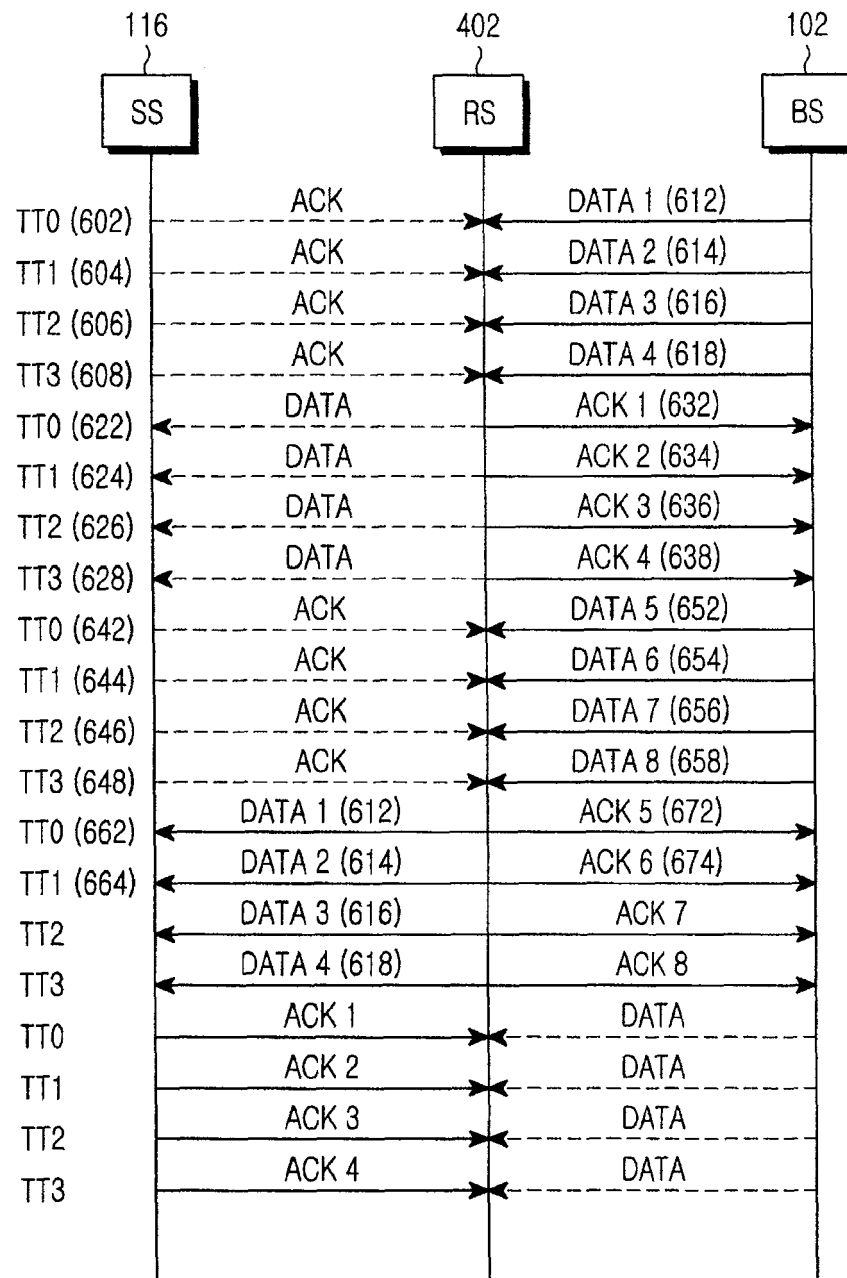 116 402 102
SS RS BS
TT0 (602) ACK DATA 1 (612)
TT1 (604) ACK DATA 2 (614)
TT2 (606) ACK DATA 3 (616)
TT3 (608) ACK DATA 4 (618)
TT0 (622) DATA ACK 1 (632)
TT1 (624) DATA ACK 2 (634)
TT2 (626) DATA ACK 3 (636)
TT3 (628) DATA ACK 4 (638)
TT0 (642) ACK DATA 5 (652)
TT1 (644) ACK DATA 6 (654)
TT2 (646) ACK DATA 7 (656)
TT3 (648) ACK DATA 8 (658)
TT0 (662) DATA 1 (612) ACK 5 (672)
TT1 (664) DATA 2 (614) ACK 6 (674)
TT2 DATA 3 (616) ACK 7
TT3 DATA 4 (618) ACK 8
TT0 ACK 1 DATA
TT1 ACK 2 DATA
TT2 ACK 3 DATA
TT3 ACK 4 DATA